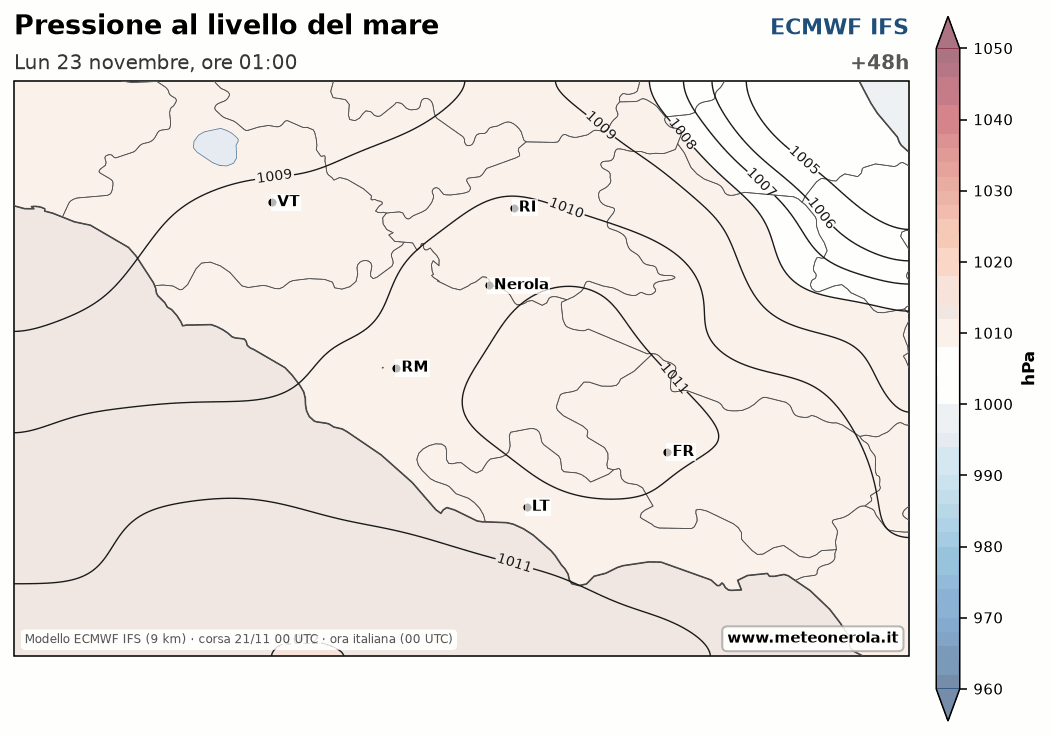 Pressione al livello del mare
ECMWF IFS
Lun 23 novembre, ore 01:00
+48h
1009
1008
1009
1005
1007
1006
VT
RI
1010
Nerola
RM
1011
FR
LT
1011
Modello ECMWF IFS (9 km) · corsa 21/11 00 UTC · ora italiana (00 UTC)
www.meteonerola.it
1050
1040
1030
1020
1010
1000
990
980
970
960
hPa